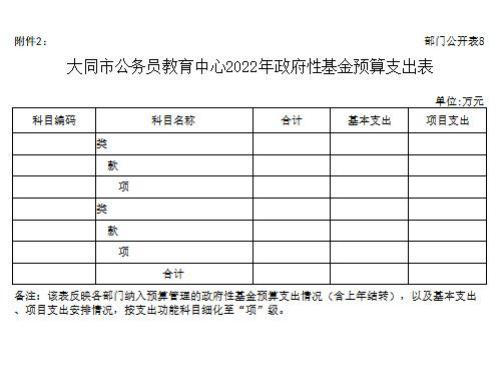 附件2:
部门公开表8
大同市公务员教育中心2022年政府性基金预算支出表
单位:万元
科目编码 科目名称 合计 基本支出 项目支出
类
款
项
类
款
项
合计
备注：该表反映各部门纳入预算管理的政府性基金预算支出情况（含上年结转），以及基本支出
、项目支出安排情况，按支出功能科目细化至“项”级。